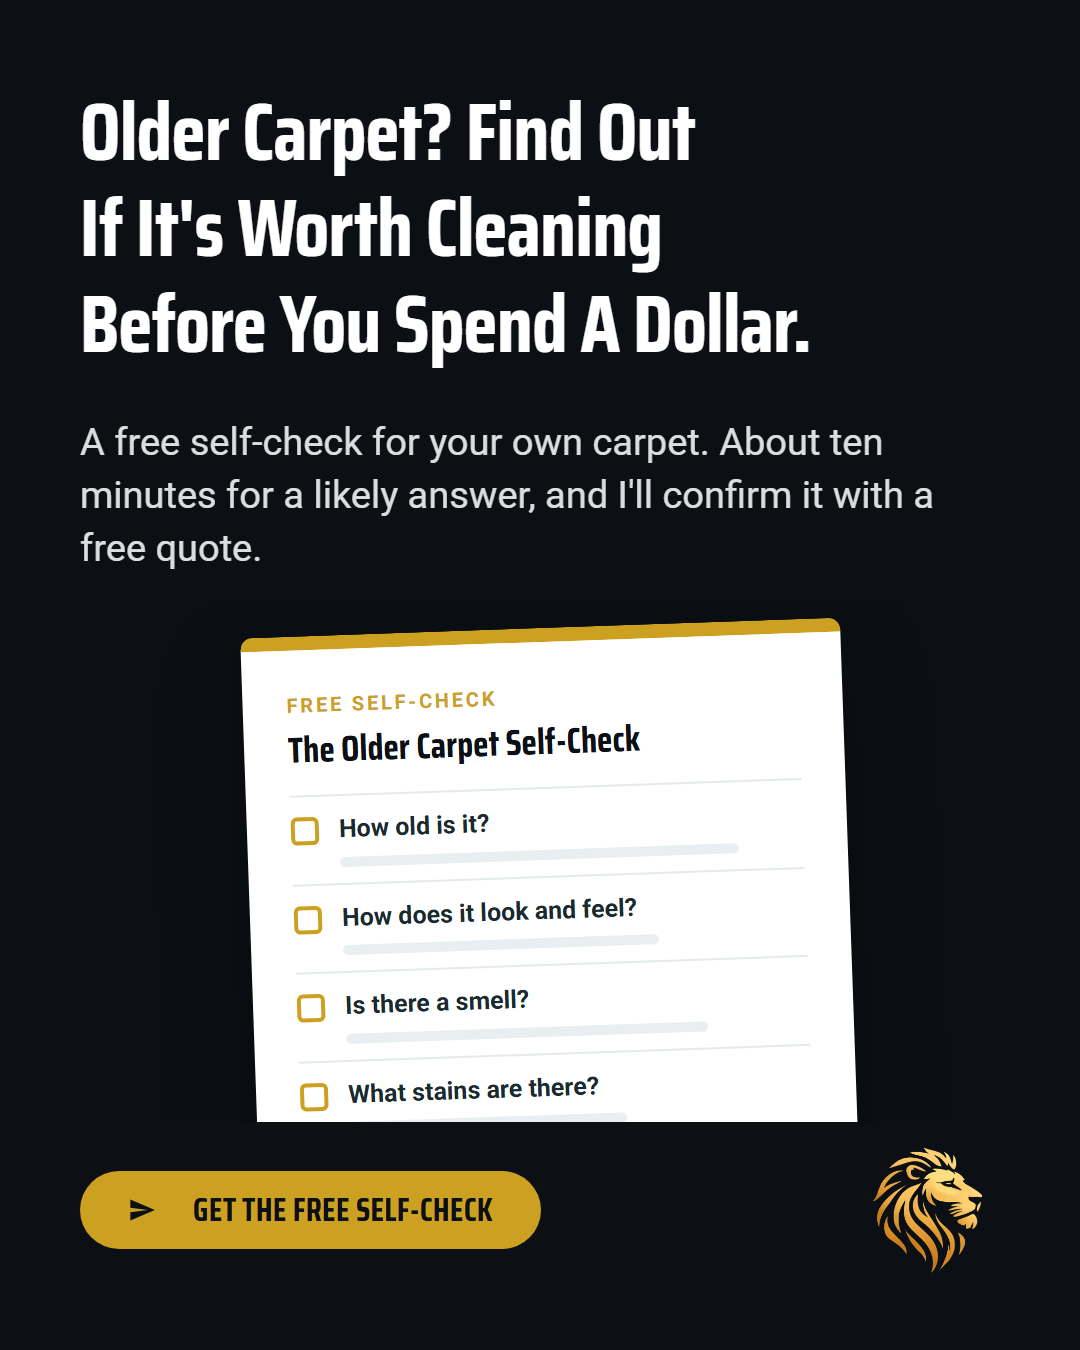 Older Carpet? Find Out
If It's Worth Cleaning
Before You Spend A Dollar.
A free self-check for your own carpet. About ten
minutes for a likely answer, and I'll confirm it with a
free quote.
FREE SELF-CHECK
The Older Carpet Self-Check
How old is it?
How does it look and feel?
Is there a smell?
What stains are there?
GET THE FREE SELF-CHECK